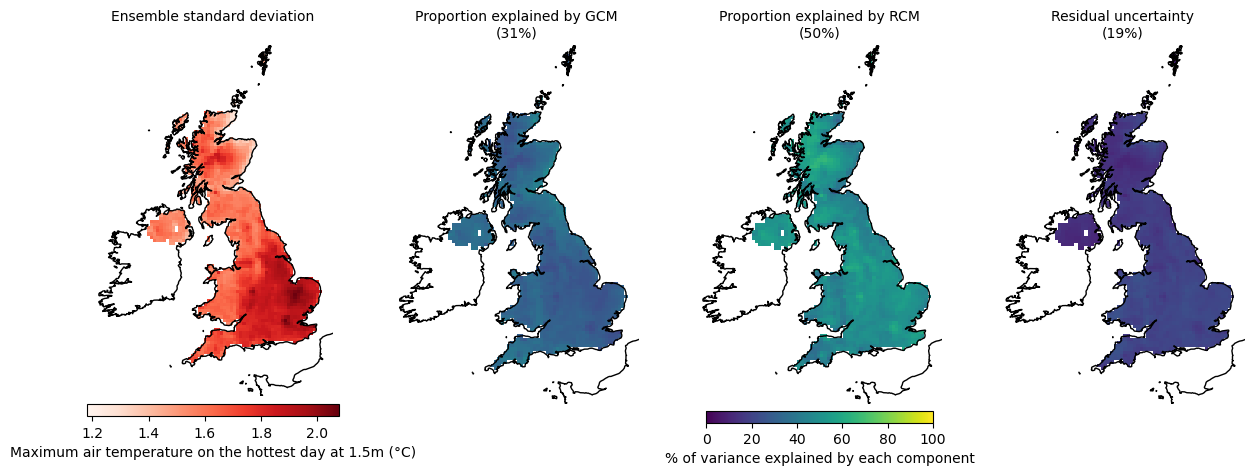 Ensemble standard deviation
Proportion explained by GCM
(31%)
Proportion explained by RCM
(50%)
Residual uncertainty
(19%)
1.2 1.4 1.6 1.8 2.0
Maximum air temperature on the hottest day at 1.5m (°C)
0 20 40 60 80 100
% of variance explained by each component